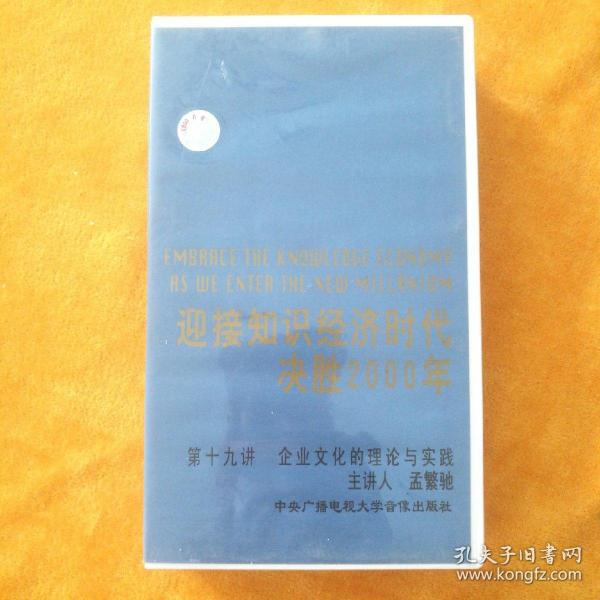 EMBRACE THE KNOWLEDGE ECONOMY
AS WE ENTER THE NEW MILLENIUM
迎接知识经济时代
决胜2000年
第十九讲 企业文化的理论与实践
主讲人 孟繁驰
中央广播电视大学音像出版社
孔夫子旧书网
www.kongfz.com